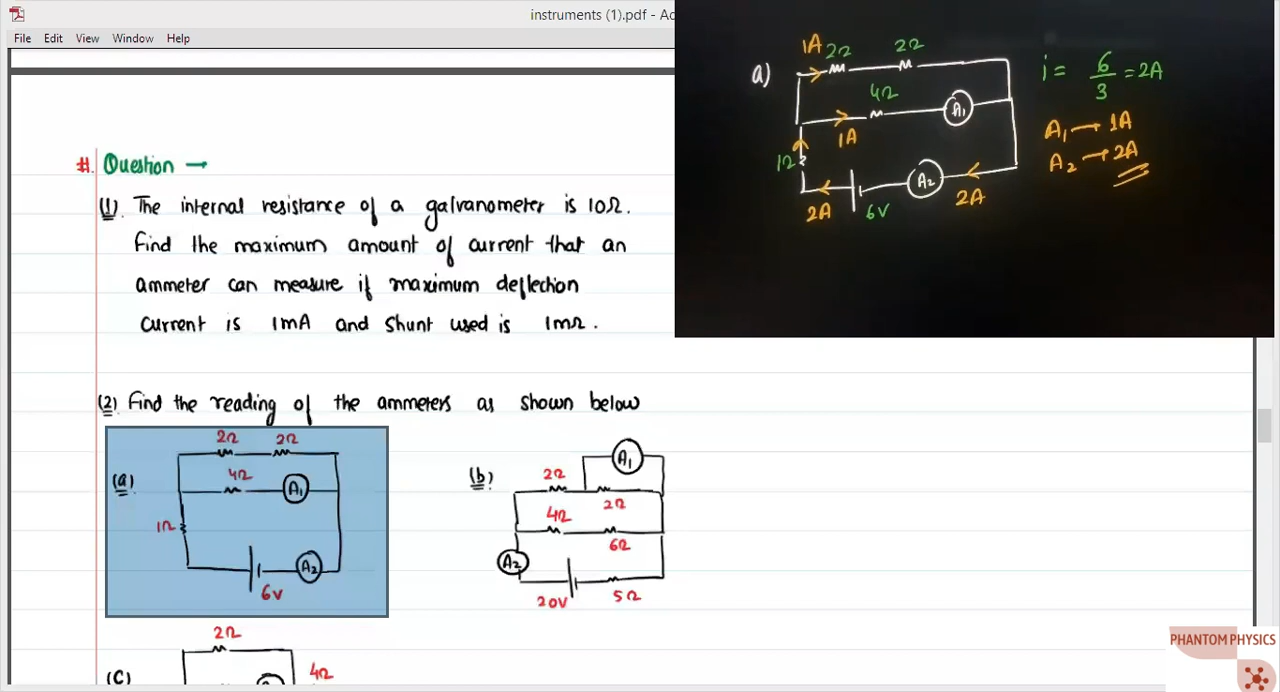 instruments (1).pdf - Ac
File Edit View Window Help
#. Question →
(1). The internal resistance of a galvanometer is 10Ω.
Find the maximum amount of current that an
ammeter can measure if maximum deflection
current is 1mA and shunt used is 1mΩ.
(2) Find the reading of the ammeters as shown below
(a)
2Ω 2Ω
4Ω A₁
1Ω
A₂
6V
(b)
A₁
2Ω
2Ω
4Ω
6Ω
A₂
20V 5Ω
(C)
2Ω
4Ω
a)
1A 2Ω 2Ω
4Ω
A₁
1A
1Ω
A₂
2A 6V 2A
i = 6/3 = 2A
A₁ → 1A
A₂ → 2A
PHANTOM PHYSICS